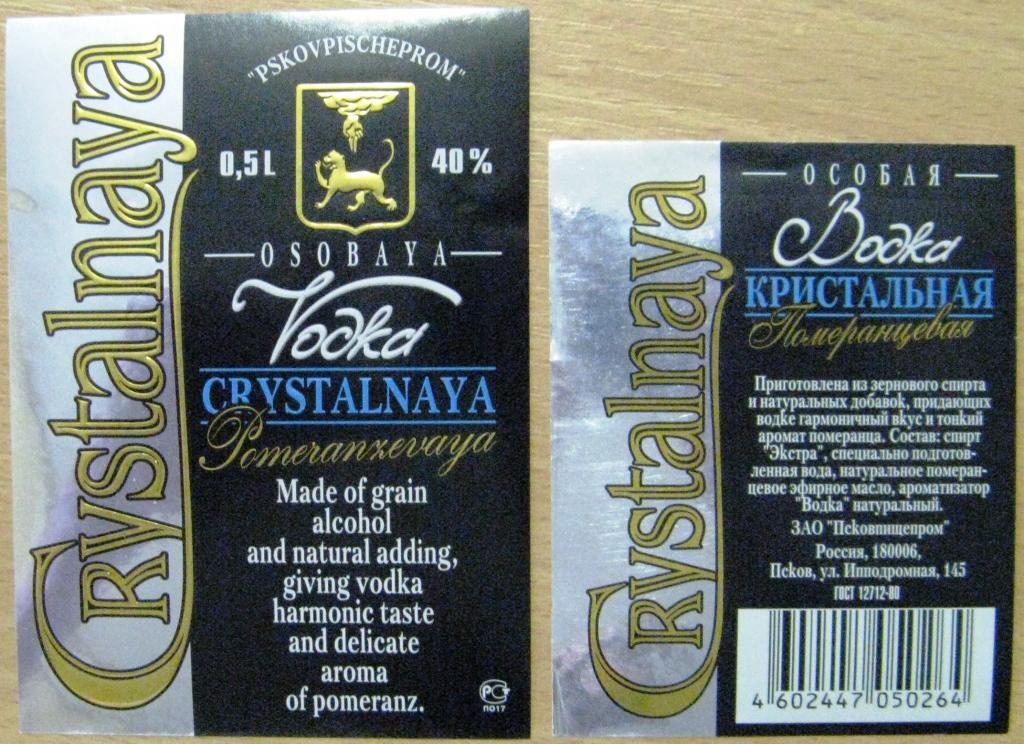 Crystalnaya
"PSKOVPISCHEPROM"
0,5 L 40 %
OSOBAYA
Vodka
CRYSTALNAYA
Pomeranzevaya
Made of grain
alcohol
and natural adding,
giving vodka
harmonic taste
and delicate
aroma
of pomeranz.
РСТ
ПО17
Crystalnaya
ОСОБАЯ
Водка
КРИСТАЛЬНАЯ
Померанцевая
Приготовлена из зернового спирта
и натуральных добавок, придающих
водке гармоничный вкус и тонкий
аромат померанца. Состав: спирт
"Экстра", специально подготов-
ленная вода, натуральное померан-
цевое эфирное масло, ароматизатор
"Водка" натуральный.
ЗАО "Псковпищепром"
Россия, 180006,
Псков, ул. Ипподромная, 145
ГОСТ 12712-80
4 602447 050264